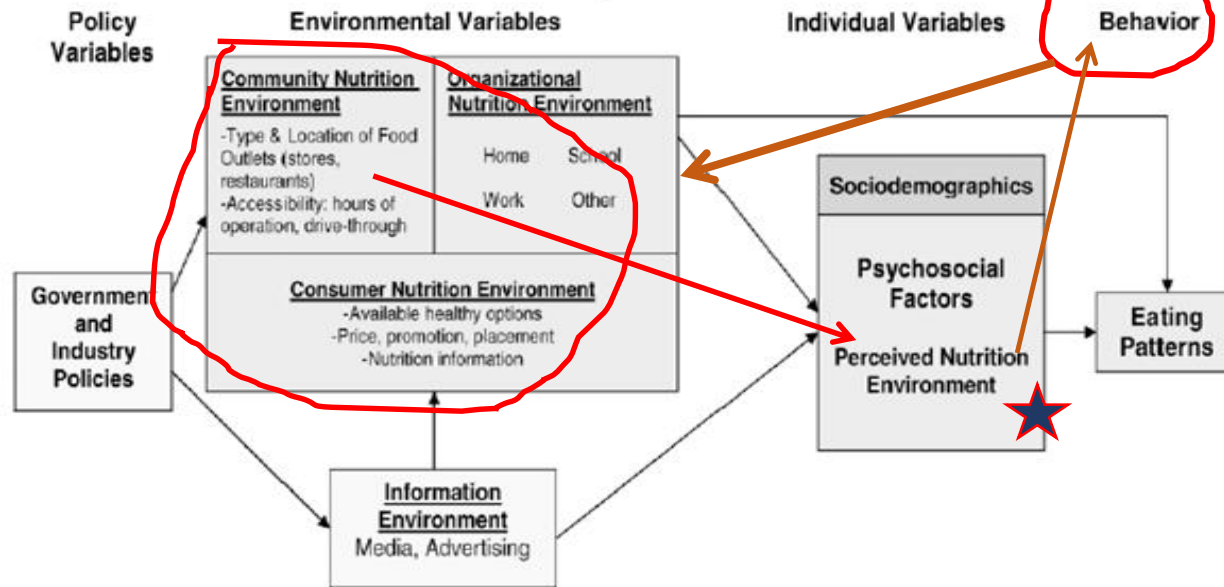 Policy
Variables
Environmental Variables
Individual Variables
Behavior
Community Nutrition
Environment
-Type & Location of Food
Outlets (stores,
restaurants)
-Accessibility: hours of
operation, drive-through
Organizational
Nutrition Environment
Home School
Work Other
Consumer Nutrition Environment
-Available healthy options
-Price, promotion, placement
-Nutrition information
Government
and
Industry
Policies
Information
Environment
Media, Advertising
Sociodemographics
Psychosocial
Factors
Perceived Nutrition
Environment
Eating
Patterns